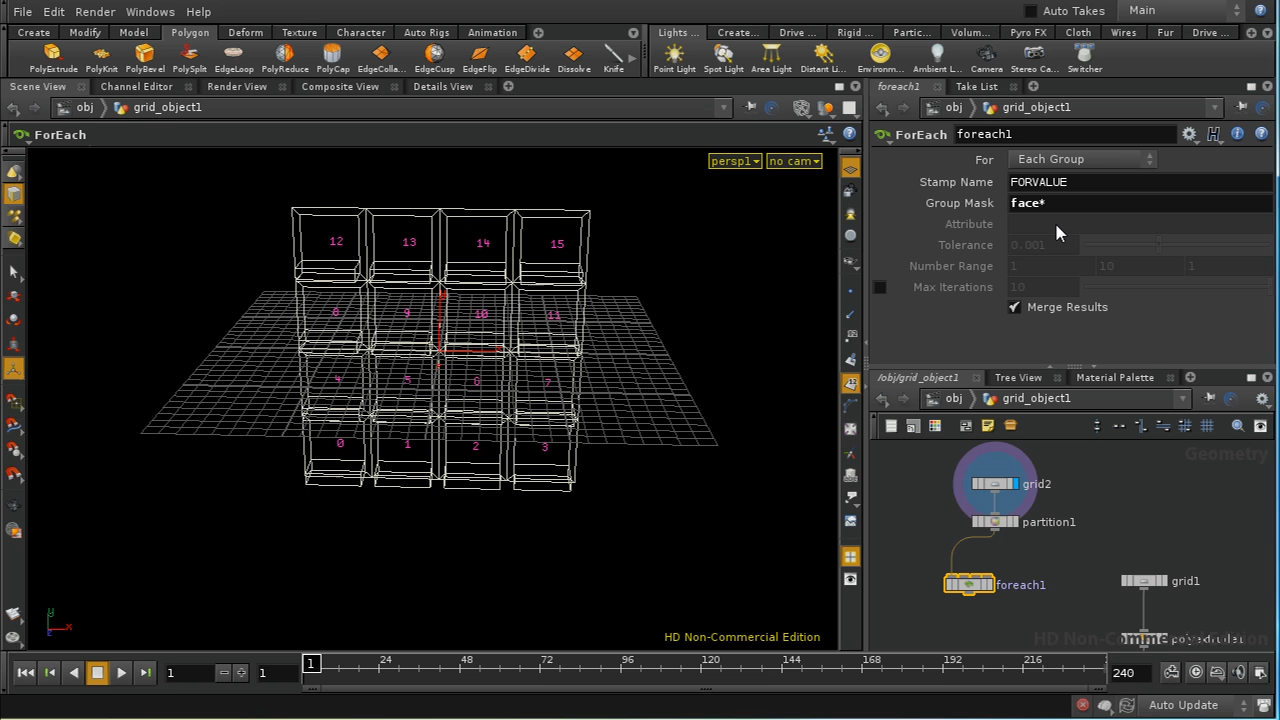 File Edit Render Windows Help Auto Takes Main
Create Modify Model Polygon Deform Texture Character Auto Rigs Animation Lights ... Create... Drive ... Rigid ... Partic... Volum... Pyro FX Cloth Wires Fur Drive ...
PolyExtrude PolyKnit PolyBevel PolySplit EdgeLoop PolyReduce PolyCap EdgeColla... EdgeCusp EdgeFlip EdgeDivide Dissolve Knife Point Light Spot Light Area Light Distant Li... Environm... Ambient L... Camera Stereo Ca... Switcher
Scene View Channel Editor Render View Composite View Details View foreach1 Take List
obj grid_object1 obj grid_object1
ForEach ForEach foreach1
persp1 no cam For Each Group
Stamp Name FORVALUE
Group Mask face*
Attribute
Tolerance 0.001
Number Range 1 10 1
Max Iterations 10
Merge Results
12 13 14 15
8 9 10 11
4 5 6 7
0 1 2 3
/obj/grid_object1 Tree View Material Palette
obj grid_object1
Geometry
grid2
partition1
foreach1 grid1
HD Non-Commercial Edition
HD Non-Commercial Edition
y x z
1 24 48 72 96 120 144 168 192 216
1 1 240
Auto Update